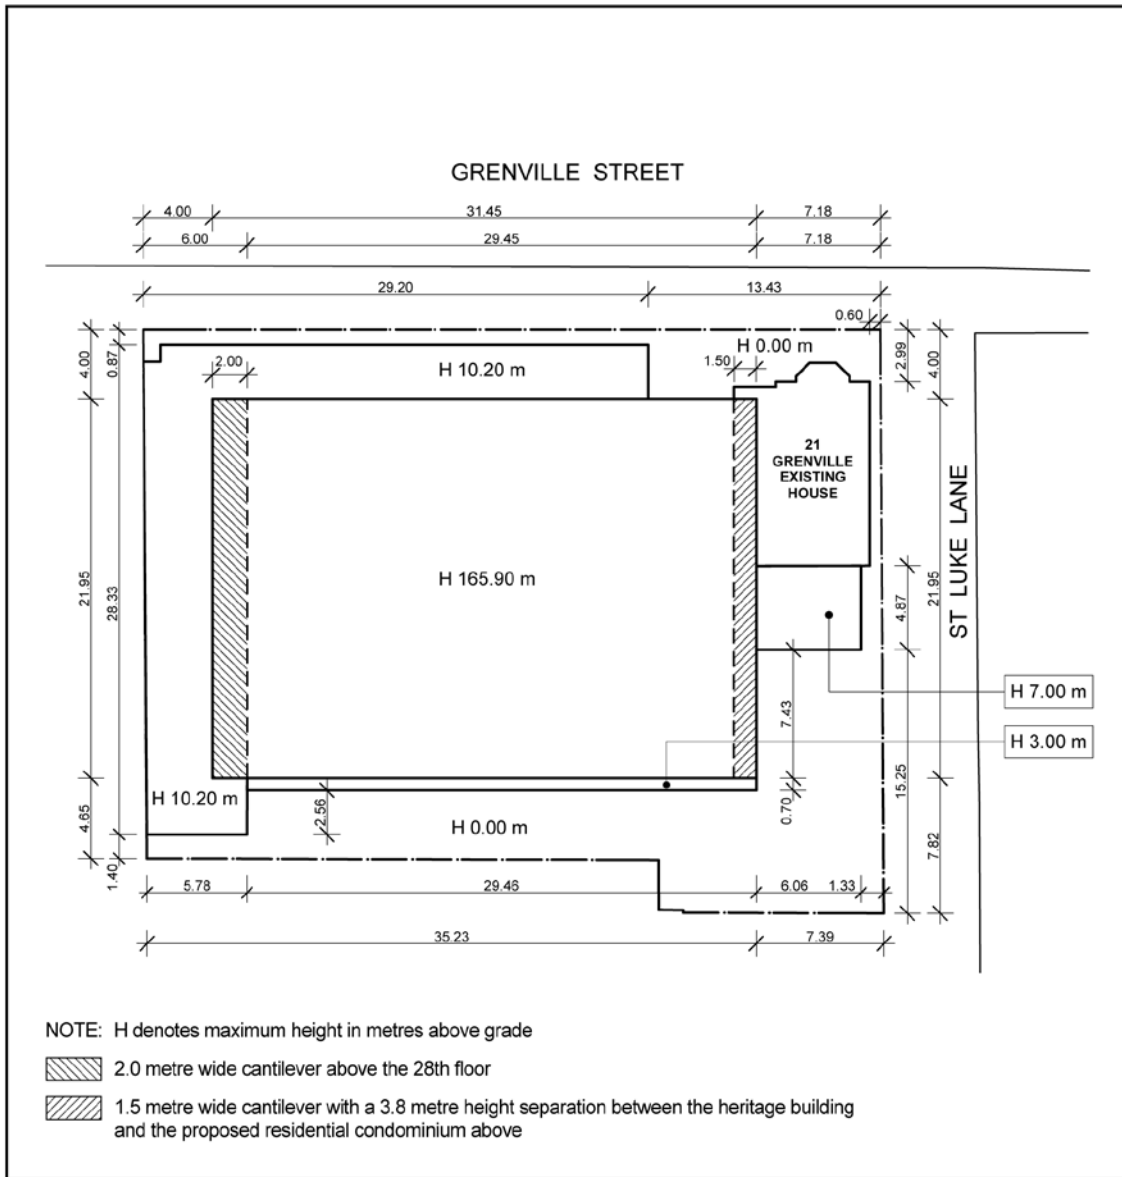 GRENVILLE STREET
4.00 31.45 7.18
6.00 29.45 7.18
29.20 13.43
0.60
4.00 0.87 2.00 H 10.20 m 1.50 H 0.00 m 2.99 4.00
21
GRENVILLE
EXISTING
HOUSE
ST LUKE LANE
21.95 28.33 H 165.90 m 4.87 21.95
H 7.00 m
7.43
H 3.00 m
15.25
H 10.20 m
4.65 2.56 H 0.00 m 0.70 7.82
1.40
5.78 29.46 6.06 1.33
35.23 7.39
NOTE: H denotes maximum height in metres above grade
2.0 metre wide cantilever above the 28th floor
1.5 metre wide cantilever with a 3.8 metre height separation between the heritage building
and the proposed residential condominium above